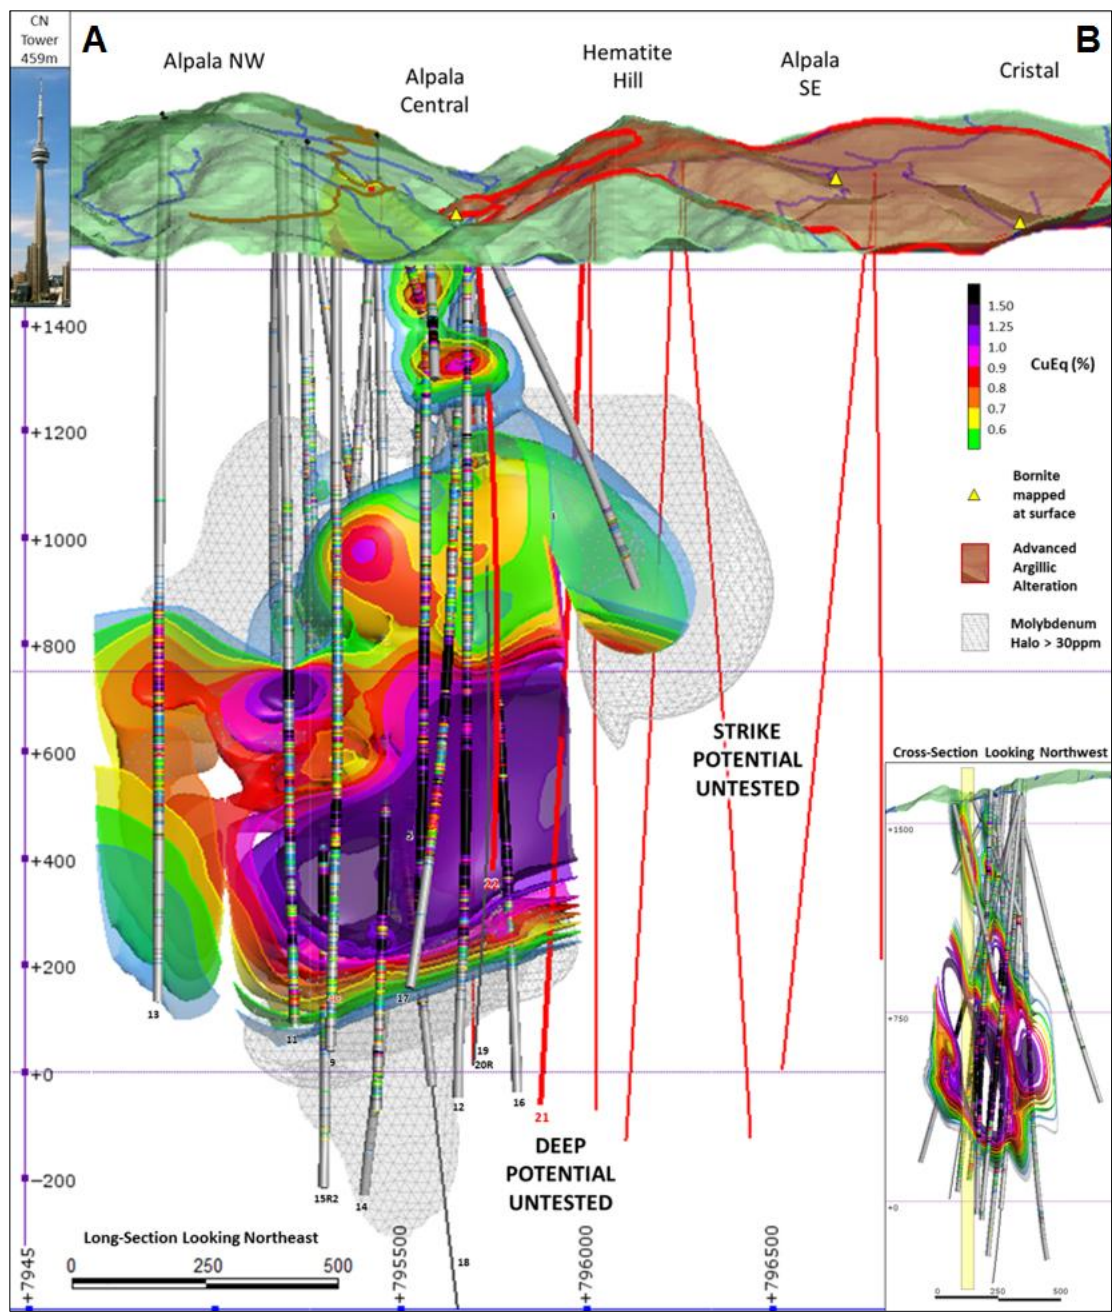 CN
Tower
459m
A
B
Alpala NW
Alpala
Central
Hematite
Hill
Alpala
SE
Cristal
+1400
+1200
+1000
+800
+600
+400
+200
+0
−200
1.50
1.25
1.0
0.9
0.8
0.7
0.6
CuEq (%)
Bornite
mapped
at surface
Advanced
Argillic
Alteration
Molybdenum
Halo > 30ppm
STRIKE
POTENTIAL
UNTESTED
5
22
13
11
9
17
19
20R
12
16
21
15R2
14
18
DEEP
POTENTIAL
UNTESTED
Long-Section Looking Northeast
0
250
500
+7945
+795500
+796000
+796500
Cross-Section Looking Northwest
+1500
+750
+0
0
250
500